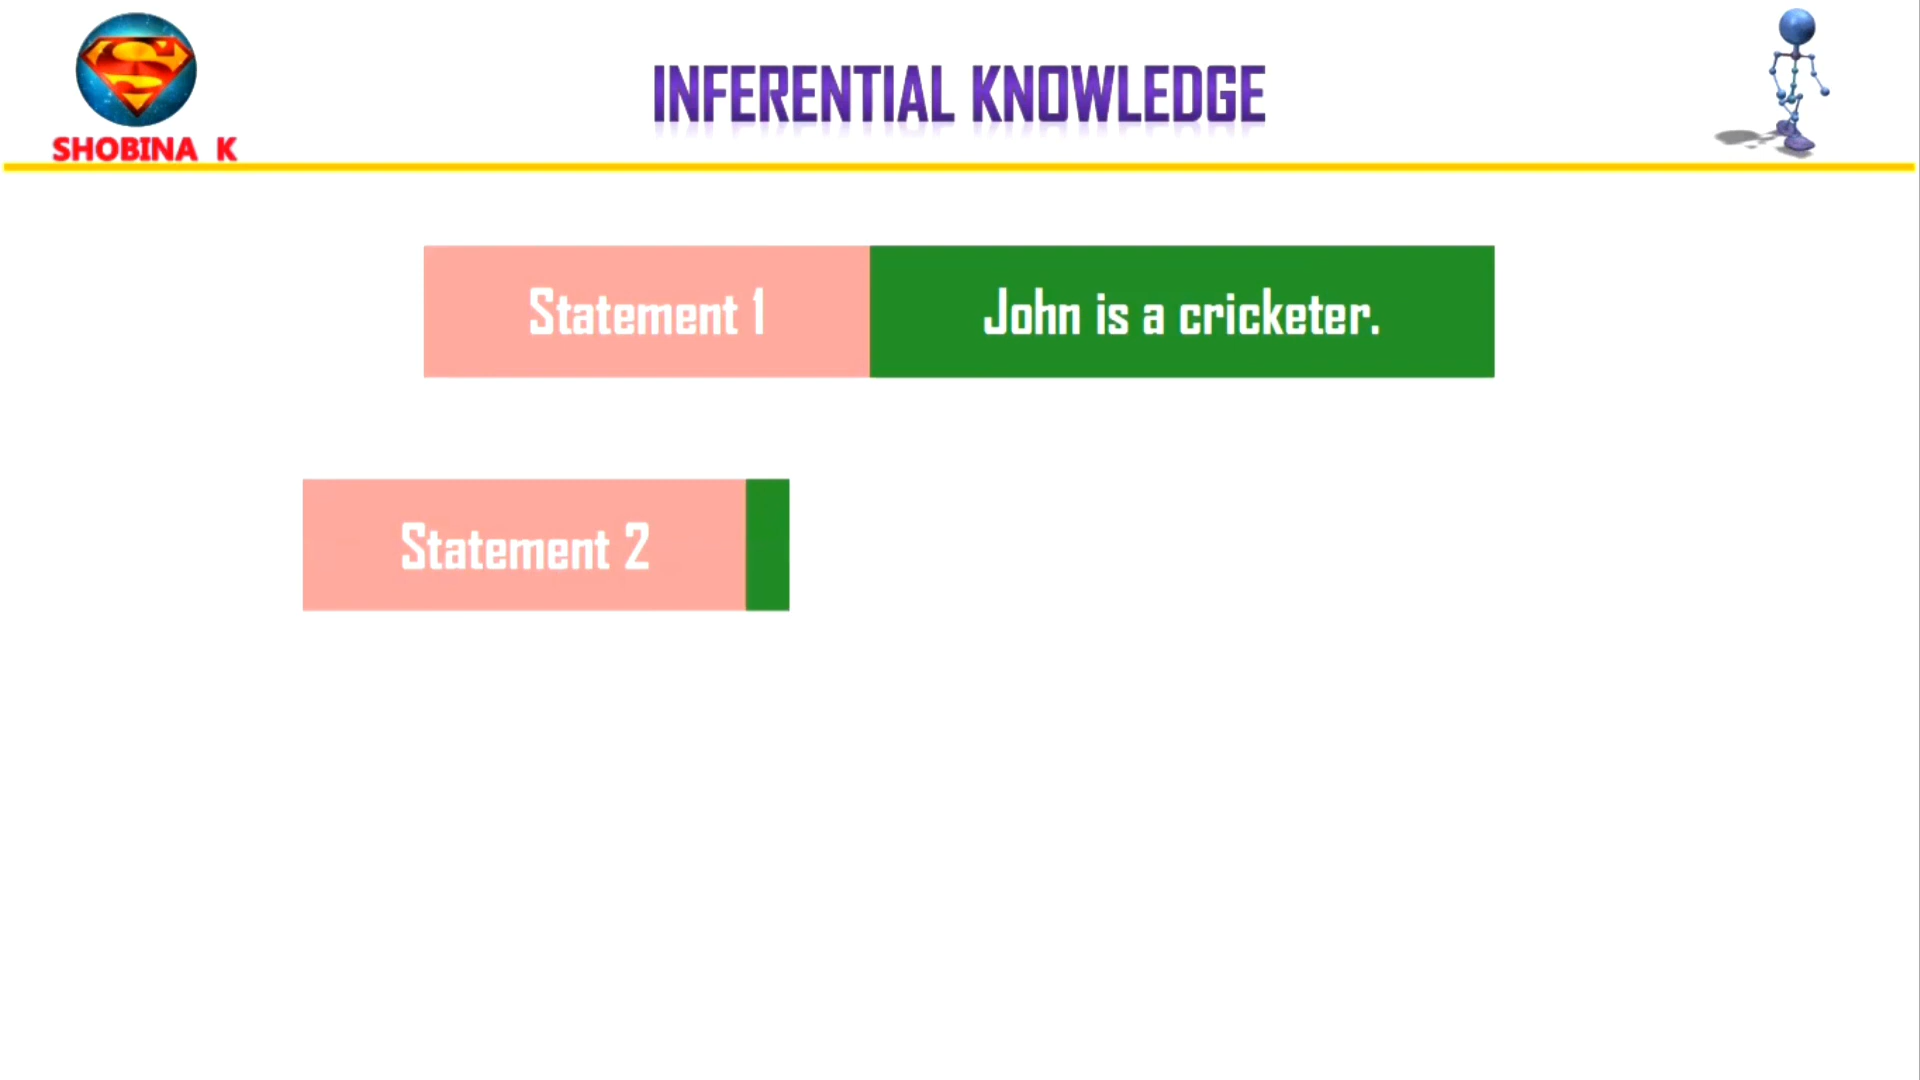 SHOBINA K
INFERENTIAL KNOWLEDGE
Statement 1
John is a cricketer.
Statement 2